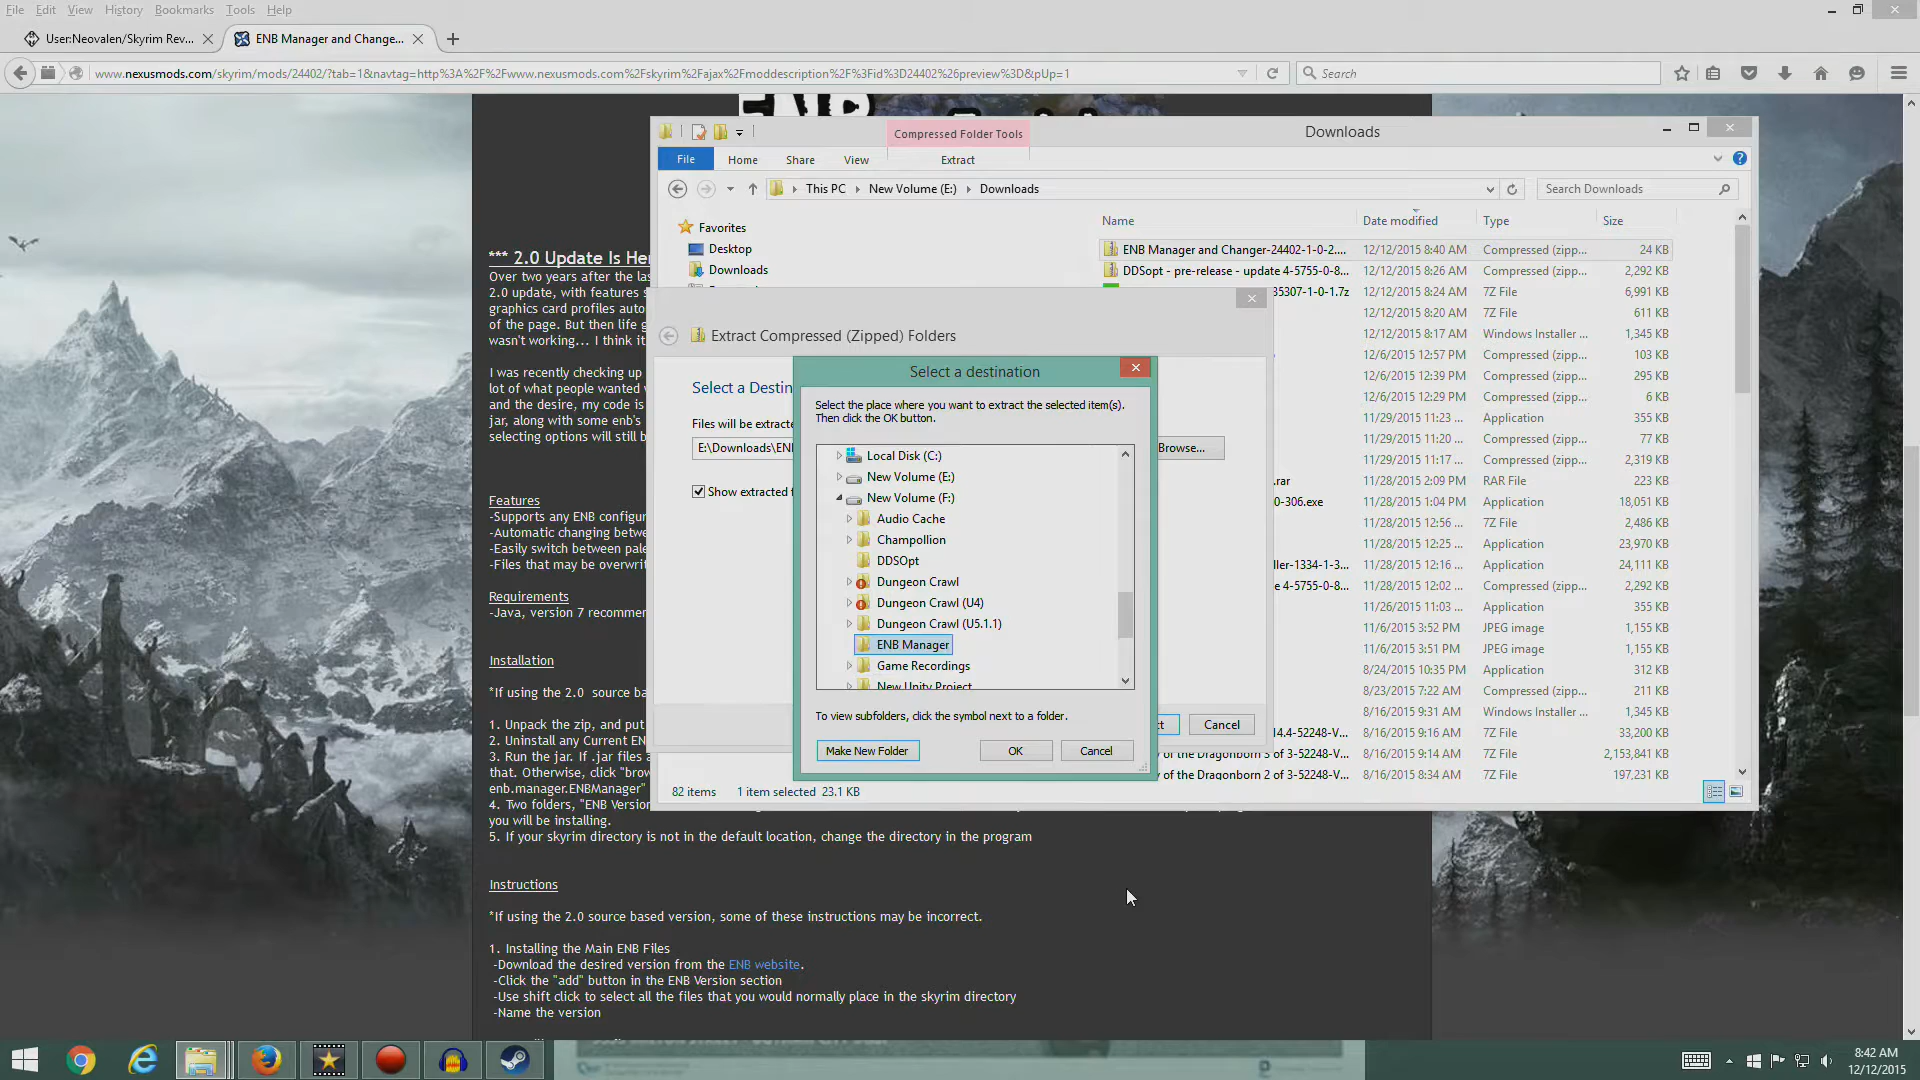 File Edit View History Bookmarks Tools Help
User:Neovalen/Skyrim Rev...
ENB Manager and Change...
www.nexusmods.com/skyrim/mods/24402/?tab=1&navtag=http%3A%2F%2Fwww.nexusmods.com%2Fskyrim%2Fajax%2Fmoddescription%2F%3Fid%3D24402%26preview%3D&pUp=1
Search
ENB
*** 2.0 Update Is Her
Over two years after the las
2.0 update, with features s
graphics card profiles auto
of the page. But then life g
wasn't working... I think it
I was recently checking up
lot of what people wanted w
and the desire, my code is
jar, along with some enb's
selecting options will still b
Features
-Supports any ENB configur
-Automatic changing betwe
-Easily switch between pale
-Files that may be overwrit
Requirements
-Java, version 7 recommen
Installation
*If using the 2.0 source ba
1. Unpack the zip, and put
2. Uninstall any Current EN
3. Run the jar. If .jar files a
that. Otherwise, click "brow
enb.manager.ENBManager"
4. Two folders, "ENB Version
you will be installing.
5. If your skyrim directory is not in the default location, change the directory in the program
Instructions
*If using the 2.0 source based version, some of these instructions may be incorrect.
1. Installing the Main ENB Files
-Download the desired version from the ENB website.
-Click the "add" button in the ENB Version section
-Use shift click to select all the files that you would normally place in the skyrim directory
-Name the version
Compressed Folder Tools
Downloads
File Home Share View Extract
This PC New Volume (E:) Downloads
Search Downloads
Favorites
Desktop
Downloads
Name Date modified Type Size
ENB Manager and Changer-24402-1-0-2.... 12/12/2015 8:40 AM Compressed (zipp... 24 KB
DDSopt - pre-release - update 4-5755-0-8... 12/12/2015 8:26 AM Compressed (zipp... 2,292 KB
35307-1-0-1.7z 12/12/2015 8:24 AM 7Z File 6,991 KB
12/12/2015 8:20 AM 7Z File 611 KB
12/12/2015 8:17 AM Windows Installer ... 1,345 KB
12/6/2015 12:57 PM Compressed (zipp... 103 KB
12/6/2015 12:39 PM Compressed (zipp... 295 KB
12/6/2015 12:29 PM Compressed (zipp... 6 KB
11/29/2015 11:23 ... Application 355 KB
11/29/2015 11:20 ... Compressed (zipp... 77 KB
11/29/2015 11:17 ... Compressed (zipp... 2,319 KB
.rar 11/28/2015 2:09 PM RAR File 223 KB
0-306.exe 11/28/2015 1:04 PM Application 18,051 KB
11/28/2015 12:56 ... 7Z File 2,486 KB
11/28/2015 12:25 ... Application 23,970 KB
ller-1334-1-3... 11/28/2015 12:16 ... Application 24,111 KB
e 4-5755-0-8... 11/28/2015 12:02 ... Compressed (zipp... 2,292 KB
11/26/2015 11:03 ... Application 355 KB
11/6/2015 3:52 PM JPEG image 1,155 KB
11/6/2015 3:51 PM JPEG image 1,155 KB
8/24/2015 10:35 PM Application 312 KB
8/23/2015 7:22 AM Compressed (zipp... 211 KB
8/16/2015 9:31 AM Windows Installer ... 1,345 KB
14.4-52248-V... 8/16/2015 9:16 AM 7Z File 33,200 KB
y of the Dragonborn 2 of 3-52248-V... 8/16/2015 9:14 AM 7Z File 2,153,841 KB
y of the Dragonborn 3 of 3-52248-V... 8/16/2015 8:34 AM 7Z File 197,231 KB
82 items 1 item selected 23.1 KB
Extract Compressed (Zipped) Folders
Select a Destin
Files will be extracte
E:\Downloads\ENI
Browse...
Show extracted f
ct
Cancel
Select a destination
Select the place where you want to extract the selected item(s).
Then click the OK button.
Local Disk (C:)
New Volume (E:)
New Volume (F:)
Audio Cache
Champollion
DDSOpt
Dungeon Crawl
Dungeon Crawl (U4)
Dungeon Crawl (U5.1.1)
ENB Manager
Game Recordings
New Unity Project
To view subfolders, click the symbol next to a folder.
Make New Folder OK Cancel
8:42 AM
12/12/2015